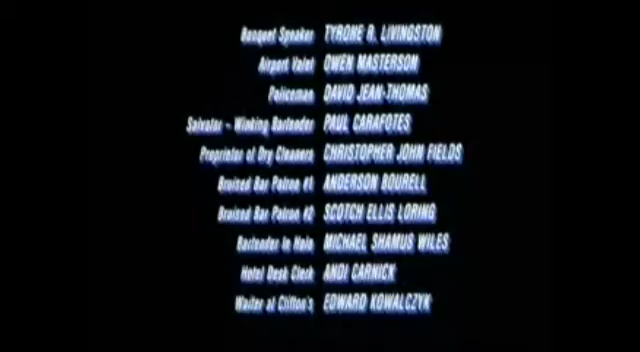 Banquet Speaker TYRONE R. LIVINGSTON
Airport Valet OWEN MASTERSON
Policeman DAVID JEAN-THOMAS
Salvator - Winking Bartender PAUL CARAFOTES
Proprietor of Dry Cleaners CHRISTOPHER JOHN FIELDS
Bruised Bar Patron #1 ANDERSON BOURELL
Bruised Bar Patron #2 SCOTCH ELLIS LORING
Bartender in Halo MICHAEL SHAMUS WILES
Hotel Desk Clerk ANDI CARNICK
Waiter at Clifton's EDWARD KOWALCZYK